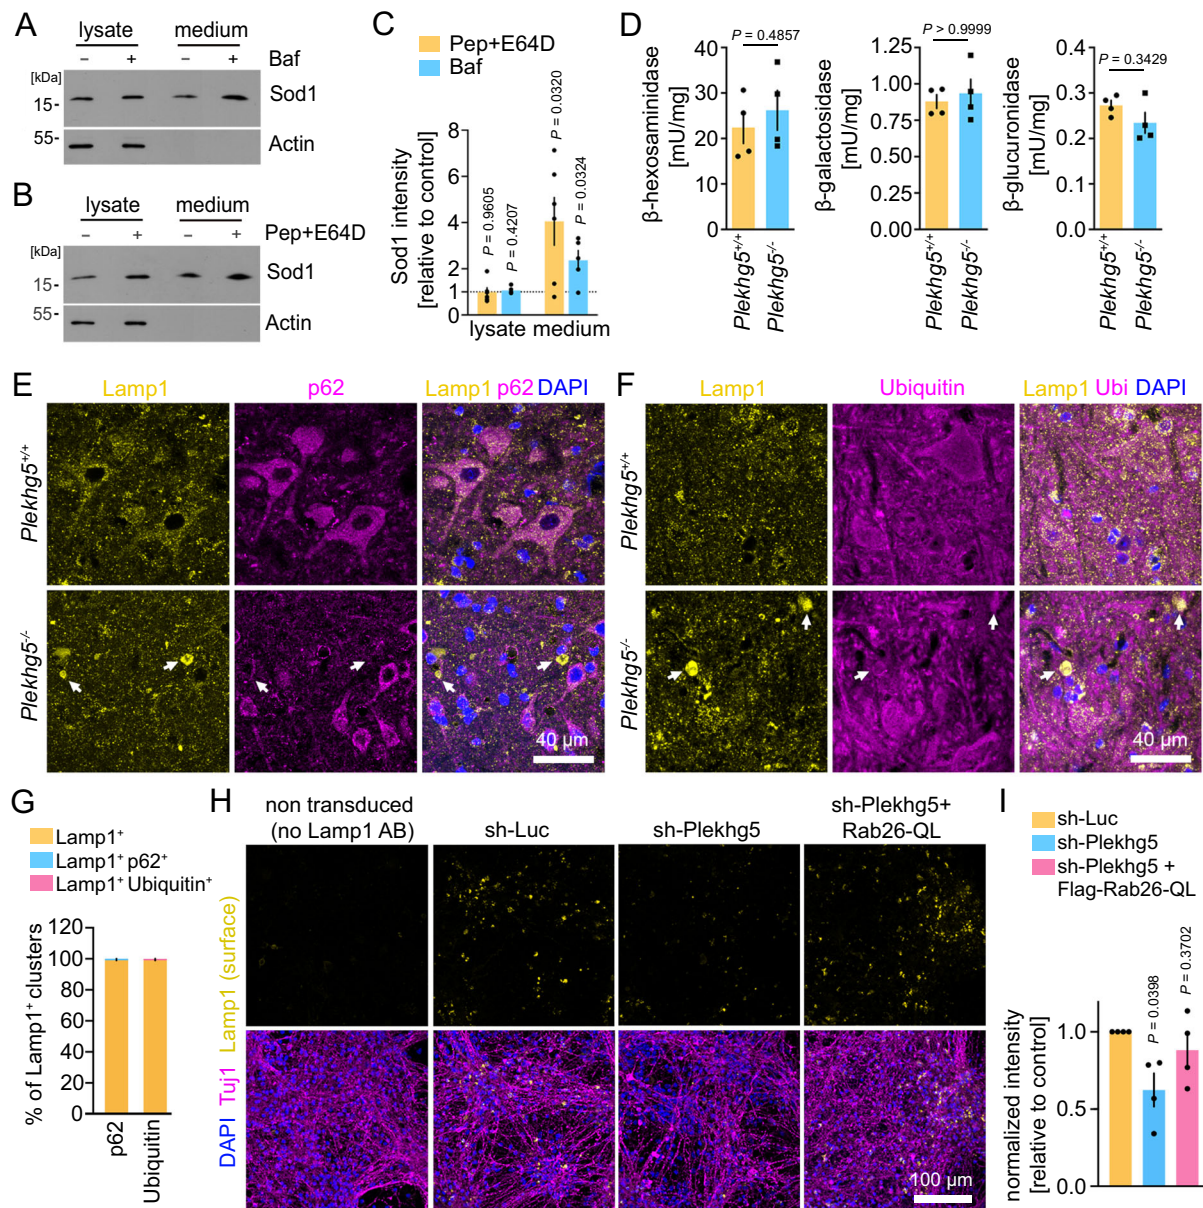 A
lysate medium
– + – + Baf
[kDa]
15- Sod1
55- Actin
B
lysate medium
– + – + Pep+E64D
[kDa]
15- Sod1
55- Actin
C
Pep+E64D
Baf
Sod1 intensity
[relative to control]
8
6
4
2
1
0
P = 0.9605
P = 0.4207
P = 0.0320
P = 0.0324
lysate medium
D
β-hexosaminidase
[mU/mg]
P = 0.4857
40
30
20
10
0
Plekhg5+/+
Plekhg5-/-
β-galactosidase
[mU/mg]
P > 0.9999
1.25
1.00
0.75
0.50
0.25
0.00
Plekhg5+/+
Plekhg5-/-
β-glucuronidase
[mU/mg]
P = 0.3429
0.4
0.3
0.2
0.1
0.0
Plekhg5+/+
Plekhg5-/-
E
Lamp1 p62 Lamp1 p62 DAPI
Plekhg5+/+
Plekhg5-/-
40 µm
F
Lamp1 Ubiquitin Lamp1 Ubi DAPI
Plekhg5+/+
Plekhg5-/-
40 µm
G
Lamp1+
Lamp1+ p62+
Lamp1+ Ubiquitin+
% of Lamp1+ clusters
120
100
80
60
40
20
0
p62
Ubiquitin
H
non transduced
(no Lamp1 AB)
sh-Luc
sh-Plekhg5
sh-Plekhg5+
Rab26-QL
DAPI Tuj1 Lamp1 (surface)
100 µm
I
sh-Luc
sh-Plekhg5
sh-Plekhg5 +
Flag-Rab26-QL
normalized intensity
[relative to control]
1.0
0.5
0.0
P = 0.0398
P = 0.3702